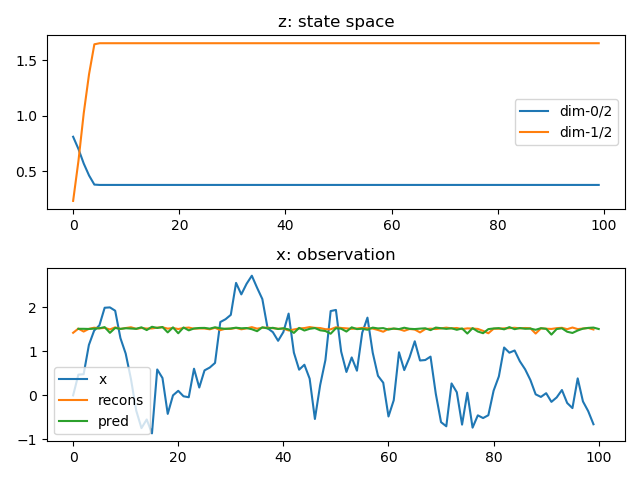 z: state space
1.5
1.0
0.5
dim-0/2
dim-1/2
0 20 40 60 80 100
x: observation
2
1
0
−1
x
recons
pred
0 20 40 60 80 100